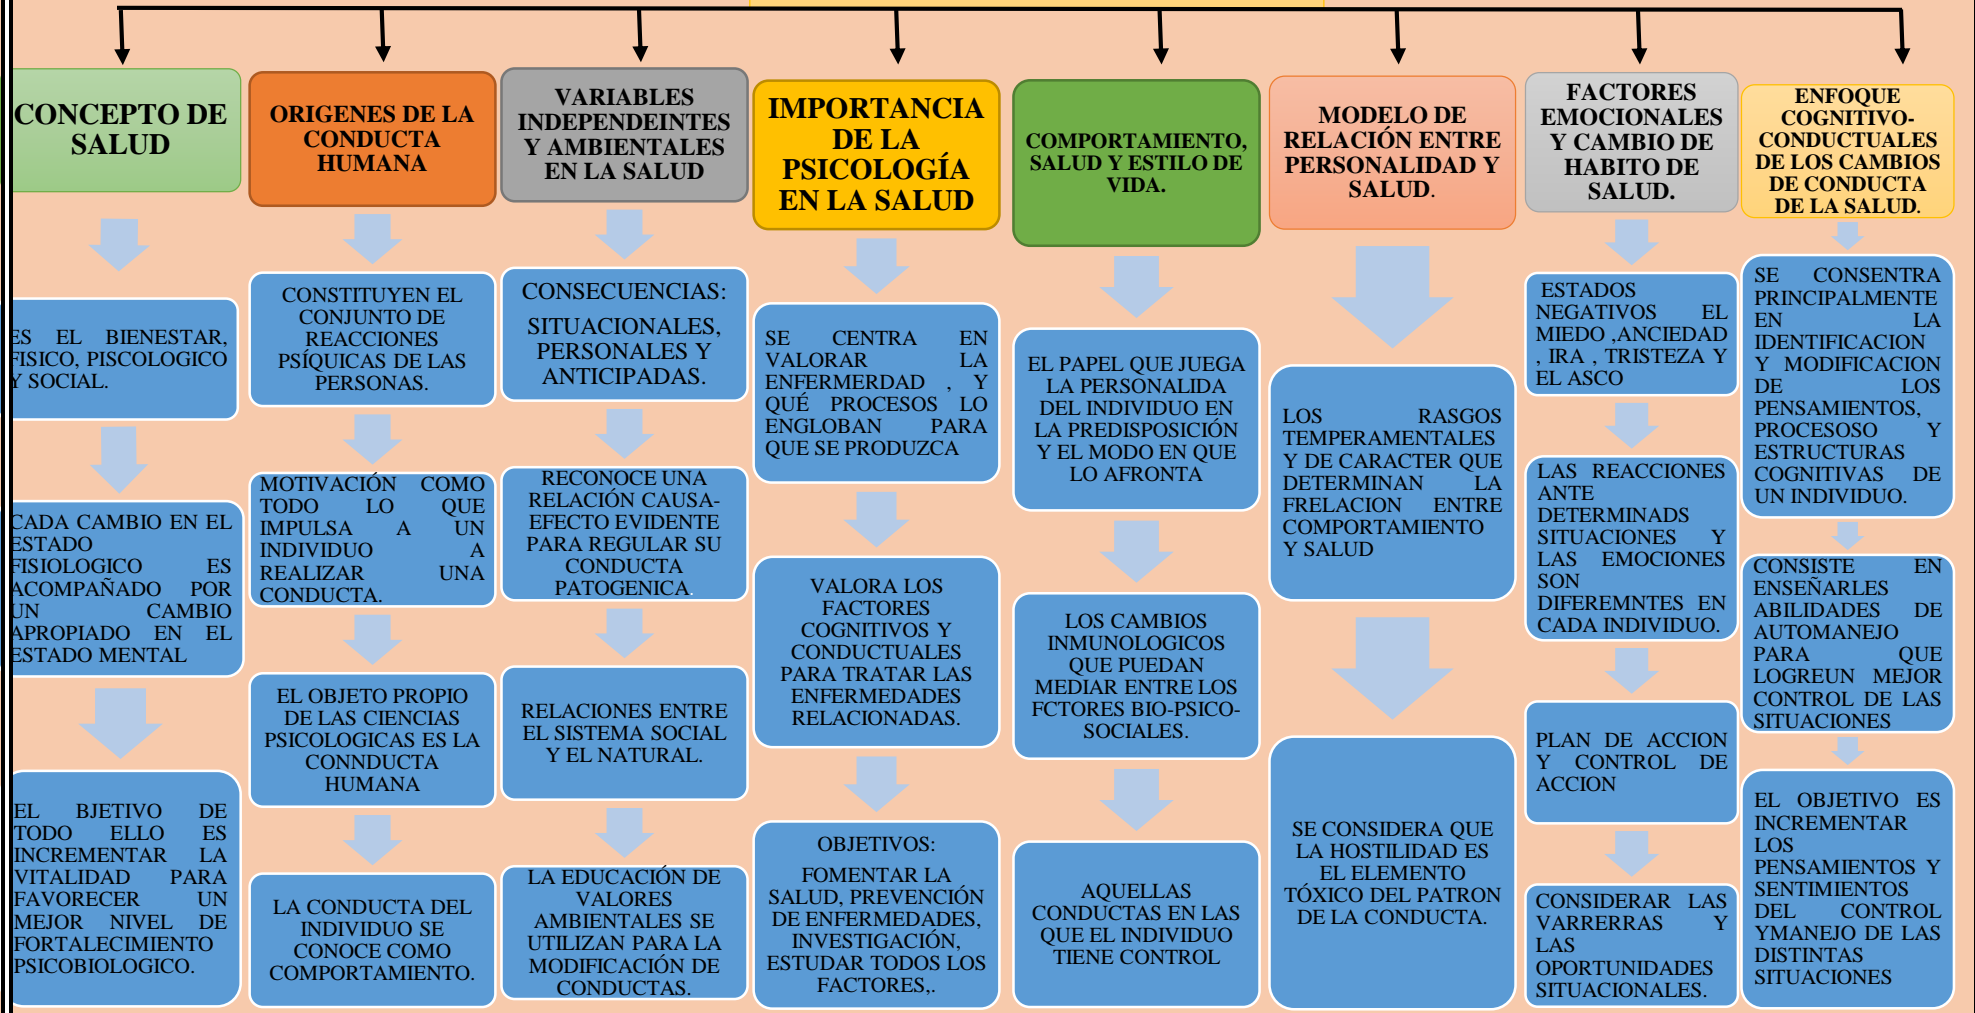 CONCEPTO DE
SALUD
ES EL BIENESTAR,
FISICO, PISCOLOGICO
Y SOCIAL.
CADA CAMBIO EN EL
ESTADO
FISIOLOGICO ES
ACOMPAÑADO POR
UN CAMBIO
APROPIADO EN EL
ESTADO MENTAL
EL BJETIVO DE
TODO ELLO ES
INCREMENTAR LA
VITALIDAD PARA
FAVORECER UN
MEJOR NIVEL DE
FORTALECIMIENTO
PSICOBIOLOGICO.
ORIGENES DE LA
CONDUCTA
HUMANA
CONSTITUYEN EL
CONJUNTO DE
REACCIONES
PSÍQUICAS DE LAS
PERSONAS.
MOTIVACIÓN COMO
TODO LO QUE
IMPULSA A UN
INDIVIDUO A
REALIZAR UNA
CONDUCTA.
EL OBJETO PROPIO
DE LAS CIENCIAS
PSICOLOGICAS ES LA
CONNDUCTA
HUMANA
LA CONDUCTA DEL
INDIVIDUO SE
CONOCE COMO
COMPORTAMIENTO.
VARIABLES
INDEPENDEINTES
Y AMBIENTALES
EN LA SALUD
CONSECUENCIAS:
SITUACIONALES,
PERSONALES Y
ANTICIPADAS.
RECONOCE UNA
RELACIÓN CAUSA-
EFECTO EVIDENTE
PARA REGULAR SU
CONDUCTA
PATOGENICA.
RELACIONES ENTRE
EL SISTEMA SOCIAL
Y EL NATURAL.
LA EDUCACIÓN DE
VALORES
AMBIENTALES SE
UTILIZAN PARA LA
MODIFICACIÓN DE
CONDUCTAS.
IMPORTANCIA
DE LA
PSICOLOGÍA
EN LA SALUD
SE CENTRA EN
VALORAR LA
ENFERMERDAD , Y
QUÉ PROCESOS LO
ENGLOBAN PARA
QUE SE PRODUZCA
VALORA LOS
FACTORES
COGNITIVOS Y
CONDUCTUALES
PARA TRATAR LAS
ENFERMEDADES
RELACIONADAS.
OBJETIVOS:
FOMENTAR LA
SALUD, PREVENCIÓN
DE ENFERMEDADES,
INVESTIGACIÓN,
ESTUDAR TODOS LOS
FACTORES,.
COMPORTAMIENTO,
SALUD Y ESTILO DE
VIDA.
EL PAPEL QUE JUEGA
LA PERSONALIDA
DEL INDIVIDUO EN
LA PREDISPOSICIÓN
Y EL MODO EN QUE
LO AFRONTA
LOS CAMBIOS
INMUNOLOGICOS
QUE PUEDAN
MEDIAR ENTRE LOS
FCTORES BIO-PSICO-
SOCIALES.
AQUELLAS
CONDUCTAS EN LAS
QUE EL INDIVIDUO
TIENE CONTROL
MODELO DE
RELACIÓN ENTRE
PERSONALIDAD Y
SALUD.
LOS RASGOS
TEMPERAMENTALES
Y DE CARACTER QUE
DETERMINAN LA
FRELACION ENTRE
COMPORTAMIENTO
Y SALUD
SE CONSIDERA QUE
LA HOSTILIDAD ES
EL ELEMENTO
TÓXICO DEL PATRON
DE LA CONDUCTA.
FACTORES
EMOCIONALES
Y CAMBIO DE
HABITO DE
SALUD.
ESTADOS
NEGATIVOS EL
MIEDO ,ANCIEDAD
, IRA , TRISTEZA Y
EL ASCO
LAS REACCIONES
ANTE
DETERMINADS
SITUACIONES Y
LAS EMOCIONES
SON
DIFEREMNTES EN
CADA INDIVIDUO.
PLAN DE ACCION
Y CONTROL DE
ACCION
CONSIDERAR LAS
VARRERRAS Y
LAS
OPORTUNIDADES
SITUACIONALES.
ENFOQUE
COGNITIVO-
CONDUCTUALES
DE LOS CAMBIOS
DE CONDUCTA
DE LA SALUD.
SE CONSENTRA
PRINCIPALMENTE
EN LA
IDENTIFICACION
Y MODIFICACION
DE LOS
PENSAMIENTOS,
PROCESOSO Y
ESTRUCTURAS
COGNITIVAS DE
UN INDIVIDUO.
CONSISTE EN
ENSEÑARLES
ABILIDADES DE
AUTOMANEJO
PARA QUE
LOGREUN MEJOR
CONTROL DE LAS
SITUACIONES
EL OBJETIVO ES
INCREMENTAR
LOS
PENSAMIENTOS Y
SENTIMIENTOS
DEL CONTROL
YMANEJO DE LAS
DISTINTAS
SITUACIONES